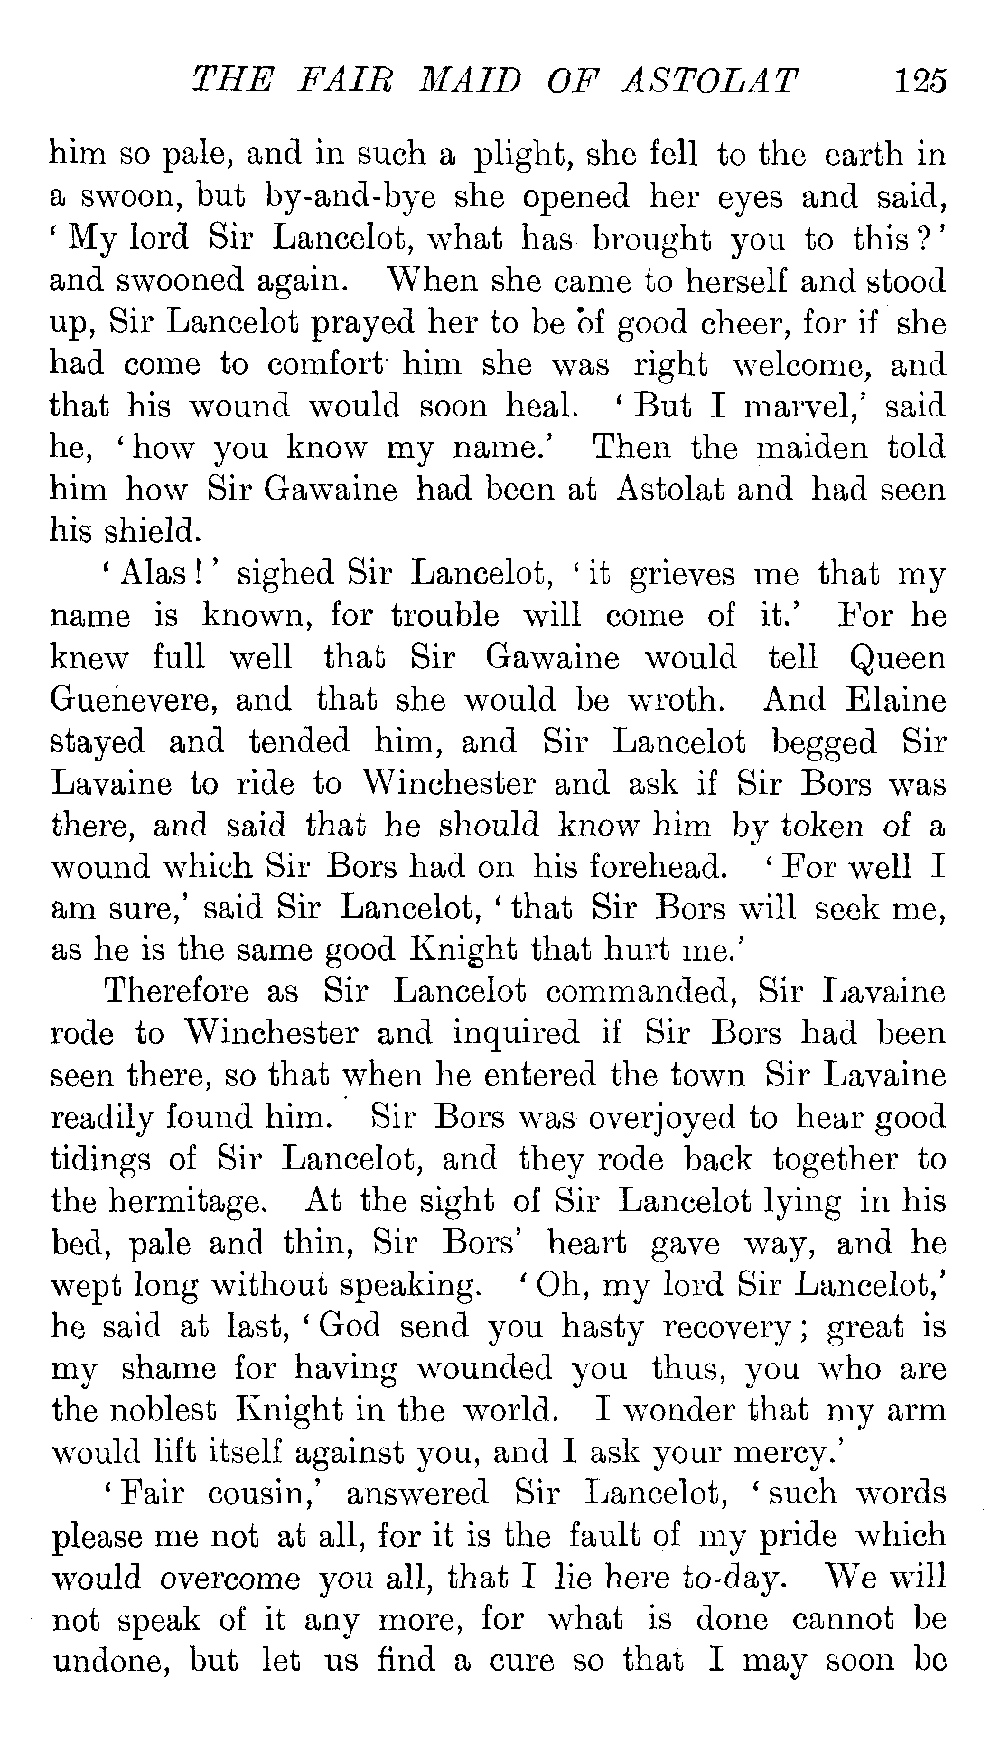 THE FAIR MAID OF ASTOLAT 125
him so pale, and in such a plight, she fell to the earth in
a swoon, but by-and-bye she opened her eyes and said,
‘ My lord Sir Lancelot, what has brought you to this ? ’
and swooned again. When she came to herself and stood
up, Sir Lancelot prayed her to be of good cheer, for if she
had come to comfort him she was right welcome, and
that his wound would soon heal. ‘ But I marvel,’ said
he, ‘ how you know my name.’ Then the maiden told
him how Sir Gawaine had been at Astolat and had seen
his shield.
‘ Alas ! ’ sighed Sir Lancelot, ‘ it grieves me that my
name is known, for trouble will come of it.’ For he
knew full well that Sir Gawaine would tell Queen
Guenevere, and that she would be wroth. And Elaine
stayed and tended him, and Sir Lancelot begged Sir
Lavaine to ride to Winchester and ask if Sir Bors was
there, and said that he should know him by token of a
wound which Sir Bors had on his forehead. ‘ For well I
am sure,’ said Sir Lancelot, ‘ that Sir Bors will seek me,
as he is the same good Knight that hurt me.’
Therefore as Sir Lancelot commanded, Sir Lavaine
rode to Winchester and inquired if Sir Bors had been
seen there, so that when he entered the town Sir Lavaine
readily found him. Sir Bors was overjoyed to hear good
tidings of Sir Lancelot, and they rode back together to
the hermitage. At the sight of Sir Lancelot lying in his
bed, pale and thin, Sir Bors’ heart gave way, and he
wept long without speaking. ‘ Oh, my lord Sir Lancelot,’
he said at last, ‘ God send you hasty recovery ; great is
my shame for having wounded you thus, you who are
the noblest Knight in the world. I wonder that my arm
would lift itself against you, and I ask your mercy.’
‘ Fair cousin,’ answered Sir Lancelot, ‘ such words
please me not at all, for it is the fault of my pride which
would overcome you all, that I lie here to-day. We will
not speak of it any more, for what is done cannot be
undone, but let us find a cure so that I may soon be